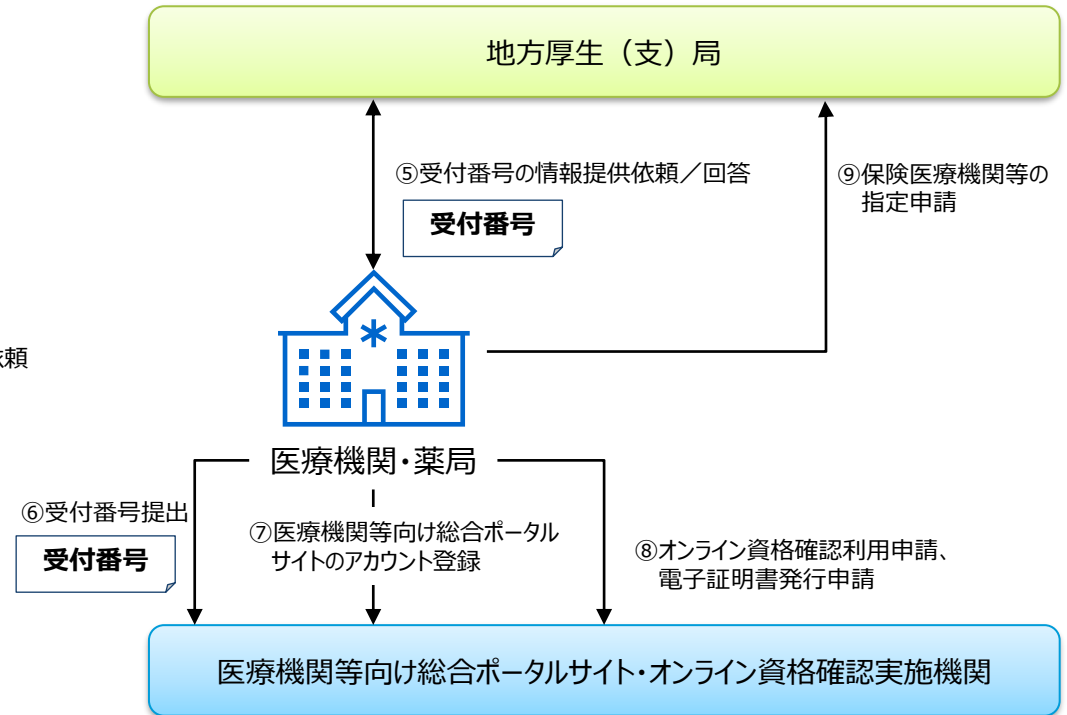 地方厚生（支）局
⑤受付番号の情報提供依頼／回答
受付番号
⑨保険医療機関等の
指定申請
依頼
医療機関・薬局
⑥受付番号提出
受付番号
⑦医療機関等向け総合ポータル
サイトのアカウント登録
⑧オンライン資格確認利用申請、
電子証明書発行申請
医療機関等向け総合ポータルサイト・オンライン資格確認実施機関